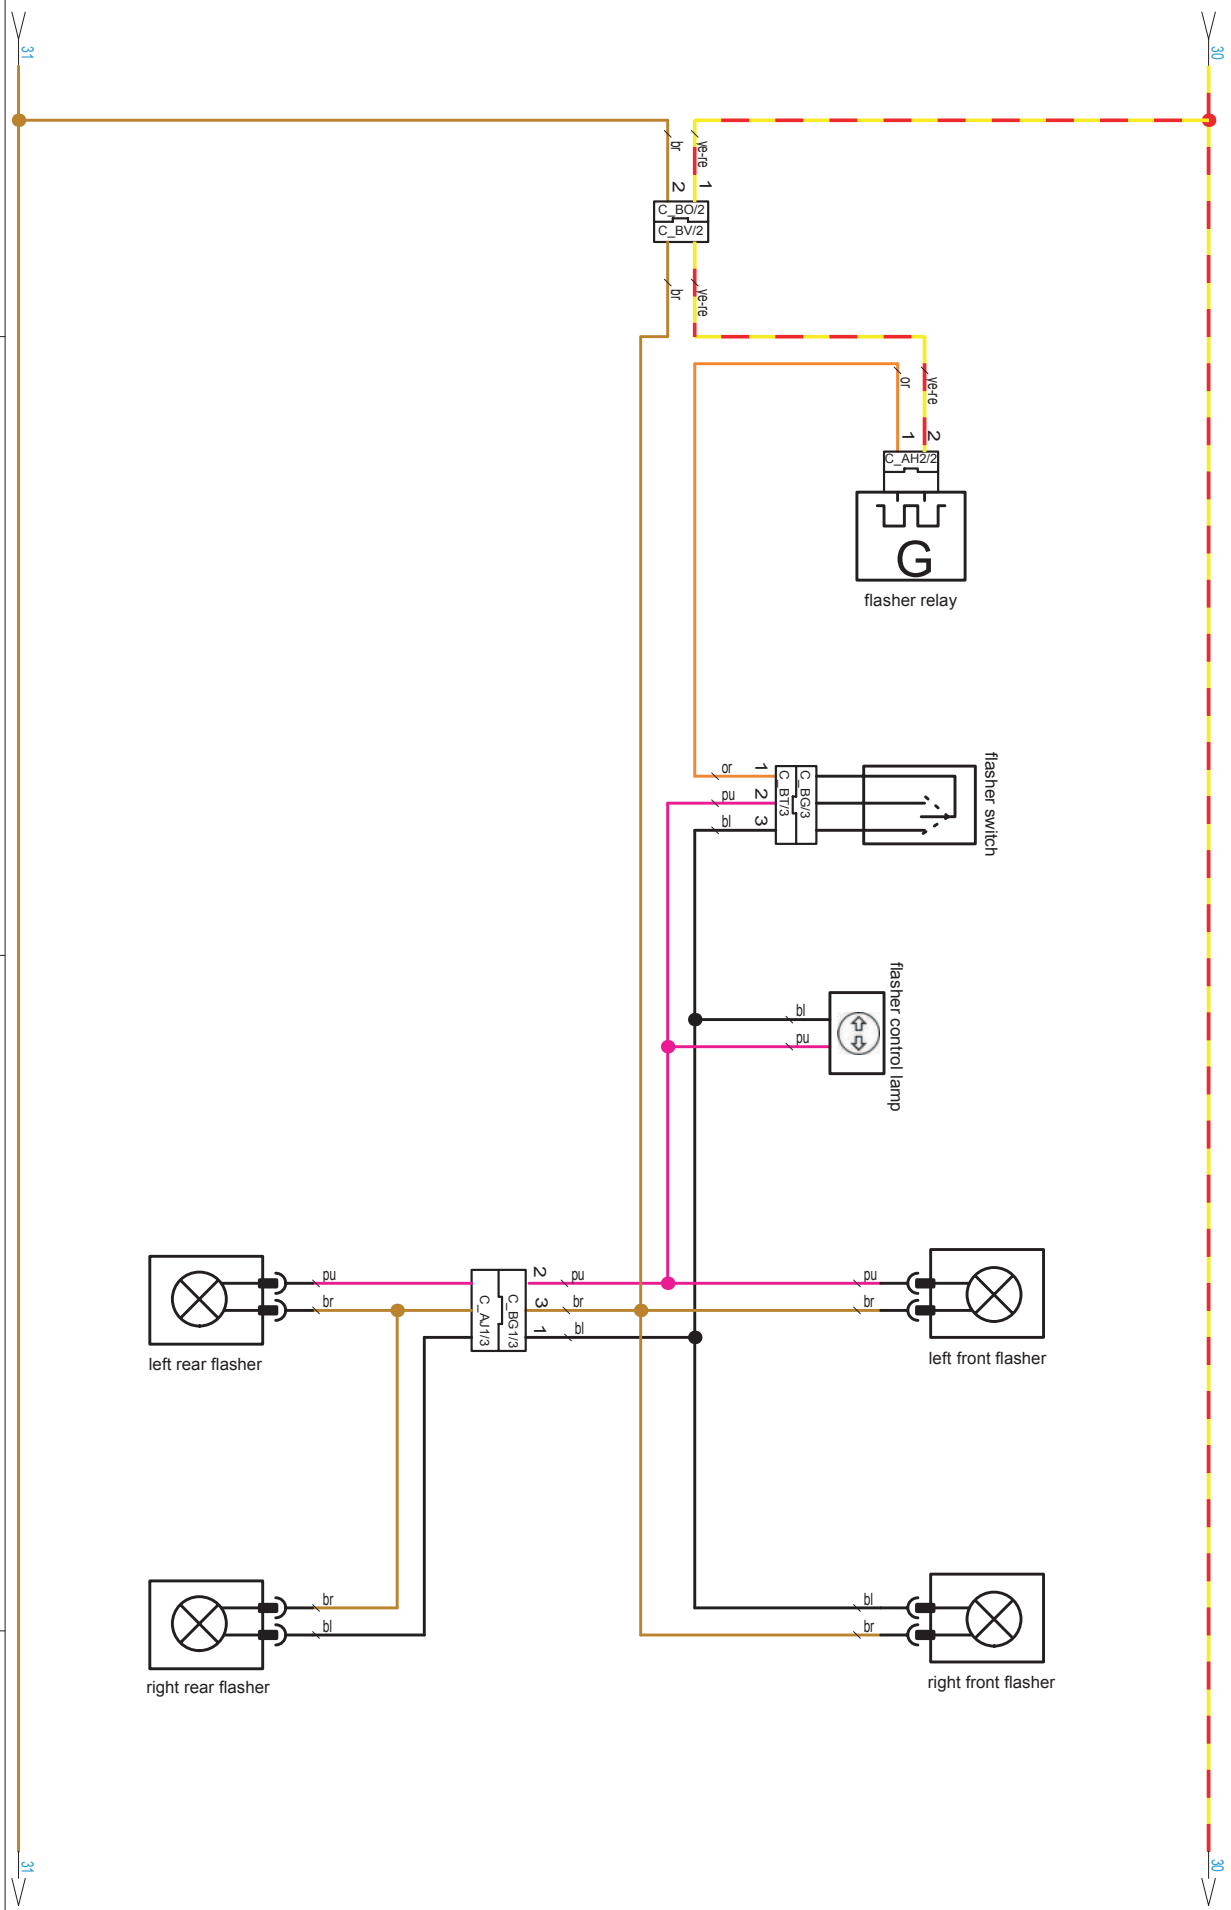 31
30
br
ye-re
2
1
C_BO/2
C_BV/2
br
ye-re
or
ye-re
1
2
C_AH2/2
G
flasher relay
flasher switch
or
1
pu
2
bl
3
C_BT/3
C_BG/3
flasher control lamp
bl
pu
pu
br
2
3
1
pu
br
bl
C_AJ1/3
C_BG1/3
pu
br
left rear flasher
left front flasher
br
bl
bl
br
right rear flasher
right front flasher
31
30